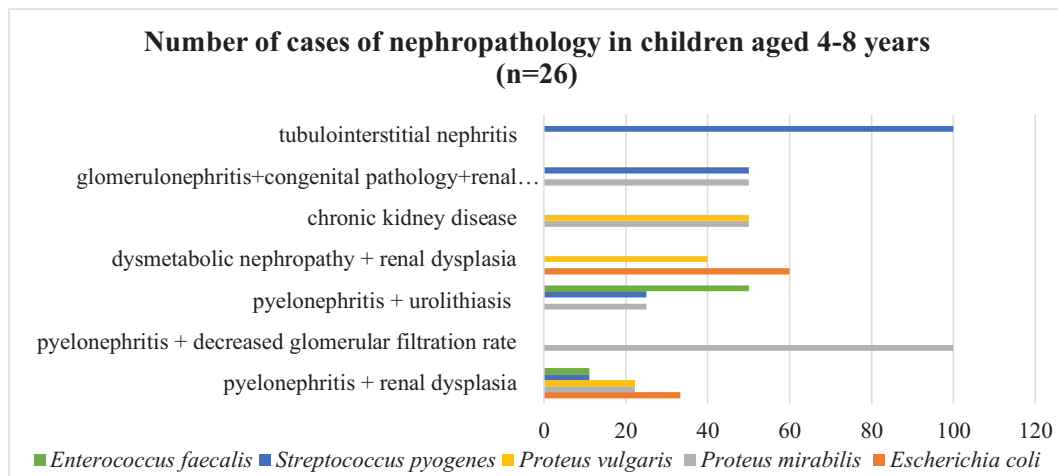 Number of cases of nephropathology in children aged 4-8 years
(n=26)
tubulointerstitial nephritis
glomerulonephritis+congenital pathology+renal…
chronic kidney disease
dysmetabolic nephropathy + renal dysplasia
pyelonephritis + urolithiasis
pyelonephritis + decreased glomerular filtration rate
pyelonephritis + renal dysplasia
0 20 40 60 80 100 120
Enterococcus faecalis Streptococcus pyogenes Proteus vulgaris Proteus mirabilis Escherichia coli